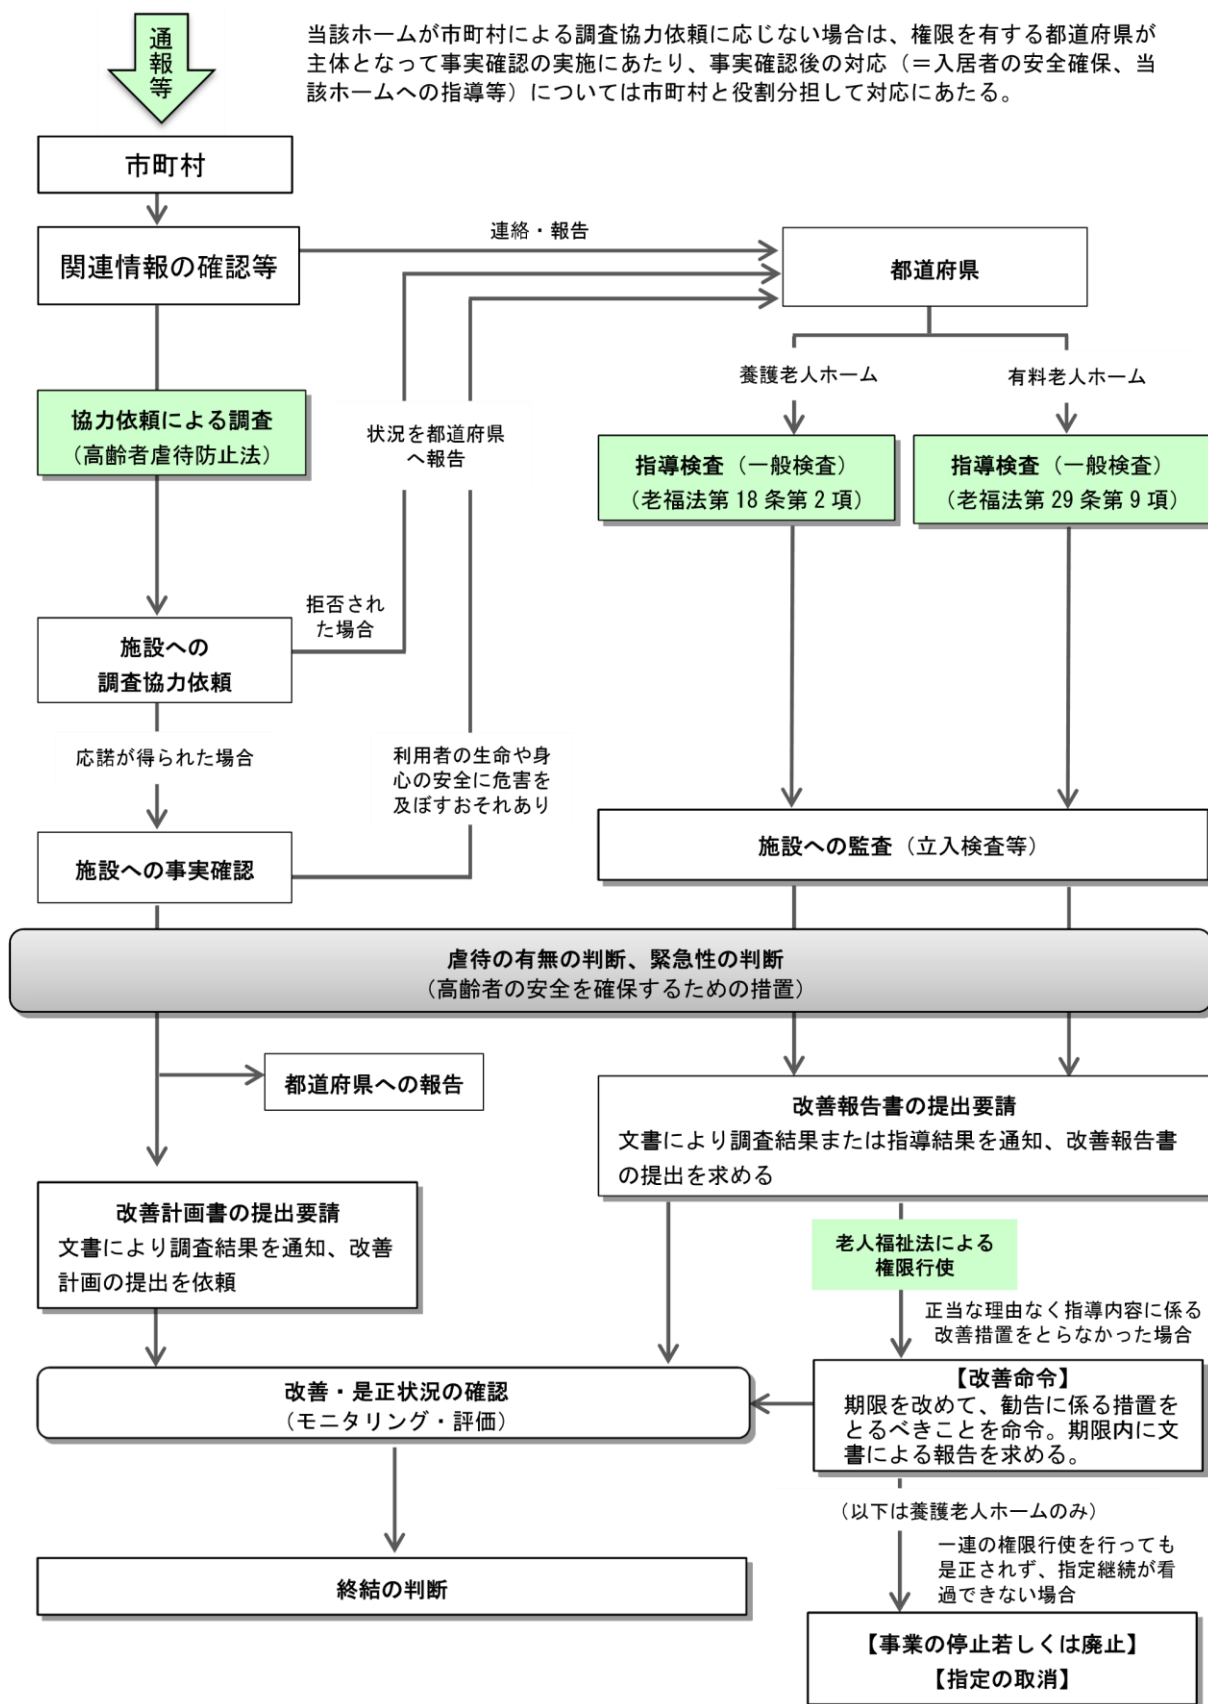 通報等
当該ホームが市町村による調査協力依頼に応じない場合は、権限を有する都道府県が
主体となって事実確認の実施にあたり、事実確認後の対応（＝入居者の安全確保、当
該ホームへの指導等）については市町村と役割分担して対応にあたる。
市町村
関連情報の確認等
連絡・報告
都道府県
養護老人ホーム
有料老人ホーム
協力依頼による調査
（高齢者虐待防止法）
状況を都道府県
へ報告
指導検査（一般検査）
（老福法第 18 条第 2 項）
指導検査（一般検査）
（老福法第 29 条第 9 項）
拒否され
た場合
施設への
調査協力依頼
応諾が得られた場合
利用者の生命や身
心の安全に危害を
及ぼすおそれあり
施設への事実確認
施設への監査（立入検査等）
虐待の有無の判断、緊急性の判断
（高齢者の安全を確保するための措置）
都道府県への報告
改善報告書の提出要請
文書により調査結果または指導結果を通知、改善報告書
の提出を求める
改善計画書の提出要請
文書により調査結果を通知、改善
計画の提出を依頼
老人福祉法による
権限行使
正当な理由なく指導内容に係る
改善措置をとらなかった場合
改善・是正状況の確認
（モニタリング・評価）
【改善命令】
期限を改めて、勧告に係る措置を
とるべきことを命令。期限内に文
書による報告を求める。
（以下は養護老人ホームのみ）
一連の権限行使を行っても
是正されず、指定継続が看
過できない場合
終結の判断
【事業の停止若しくは廃止】
【指定の取消】